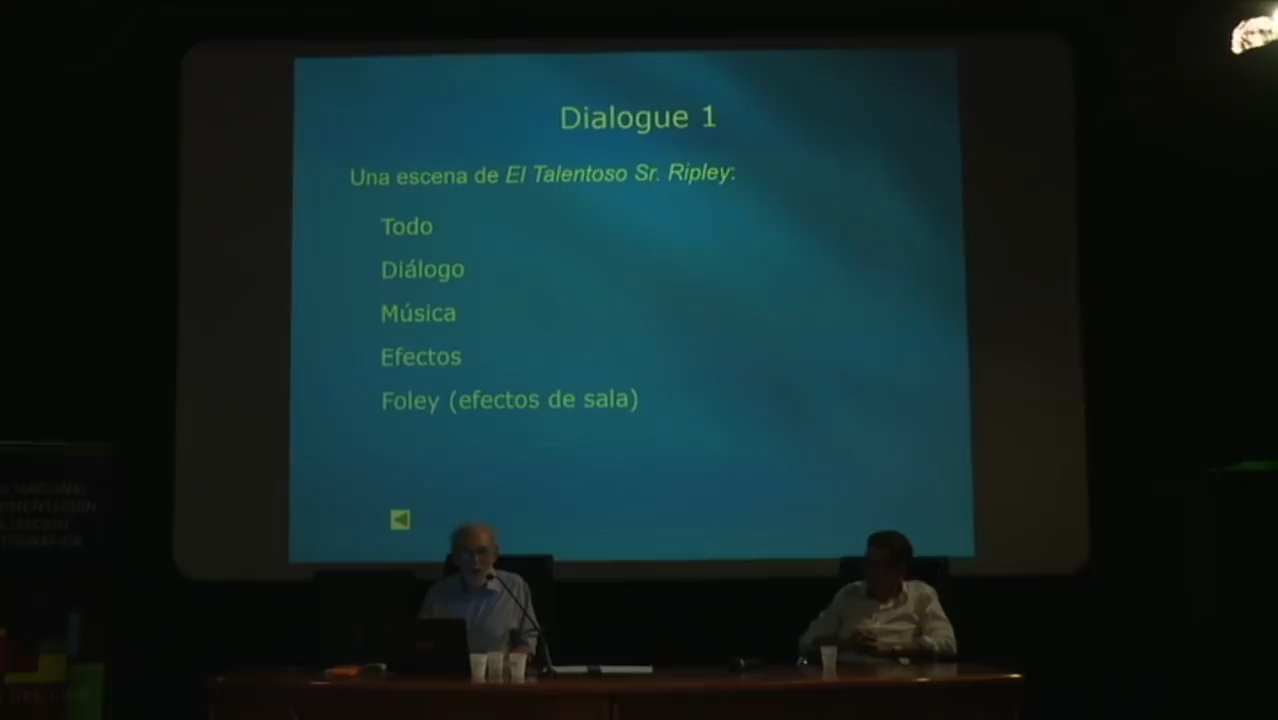 Dialogue 1
Una escena de El Talentoso Sr. Ripley:
Todo
Diálogo
Música
Efectos
Foley (efectos de sala)